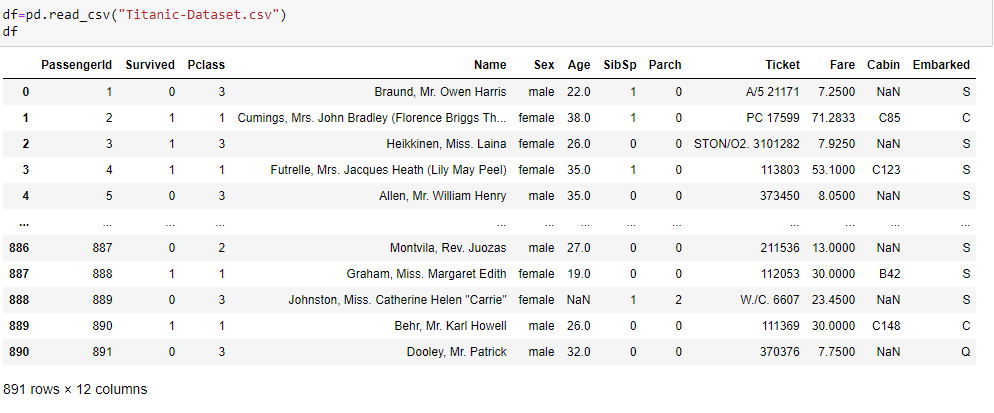 df=pd.read_csv("Titanic-Dataset.csv")
df
PassengerId Survived Pclass Name Sex Age SibSp Parch Ticket Fare Cabin Embarked
0 1 0 3 Braund, Mr. Owen Harris male 22.0 1 0 A/5 21171 7.2500 NaN S
1 2 1 1 Cumings, Mrs. John Bradley (Florence Briggs Th... female 38.0 1 0 PC 17599 71.2833 C85 C
2 3 1 3 Heikkinen, Miss. Laina female 26.0 0 0 STON/O2. 3101282 7.9250 NaN S
3 4 1 1 Futrelle, Mrs. Jacques Heath (Lily May Peel) female 35.0 1 0 113803 53.1000 C123 S
4 5 0 3 Allen, Mr. William Henry male 35.0 0 0 373450 8.0500 NaN S
... ... ... ... ... ... ... ... ... ... ... ... ...
886 887 0 2 Montvila, Rev. Juozas male 27.0 0 0 211536 13.0000 NaN S
887 888 1 1 Graham, Miss. Margaret Edith female 19.0 0 0 112053 30.0000 B42 S
888 889 0 3 Johnston, Miss. Catherine Helen "Carrie" female NaN 1 2 W./C. 6607 23.4500 NaN S
889 890 1 1 Behr, Mr. Karl Howell male 26.0 0 0 111369 30.0000 C148 C
890 891 0 3 Dooley, Mr. Patrick male 32.0 0 0 370376 7.7500 NaN Q
891 rows × 12 columns